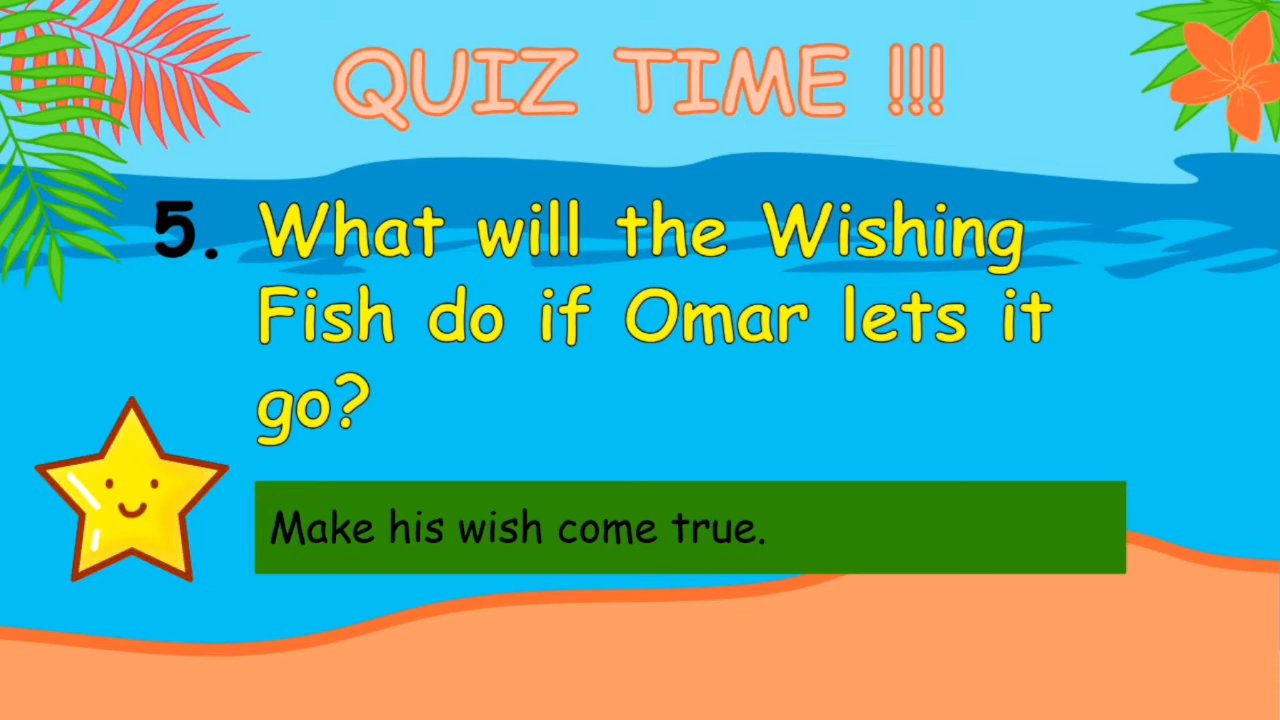 QUIZ TIME !!!
5. What will the Wishing
Fish do if Omar lets it
go?
Make his wish come true.